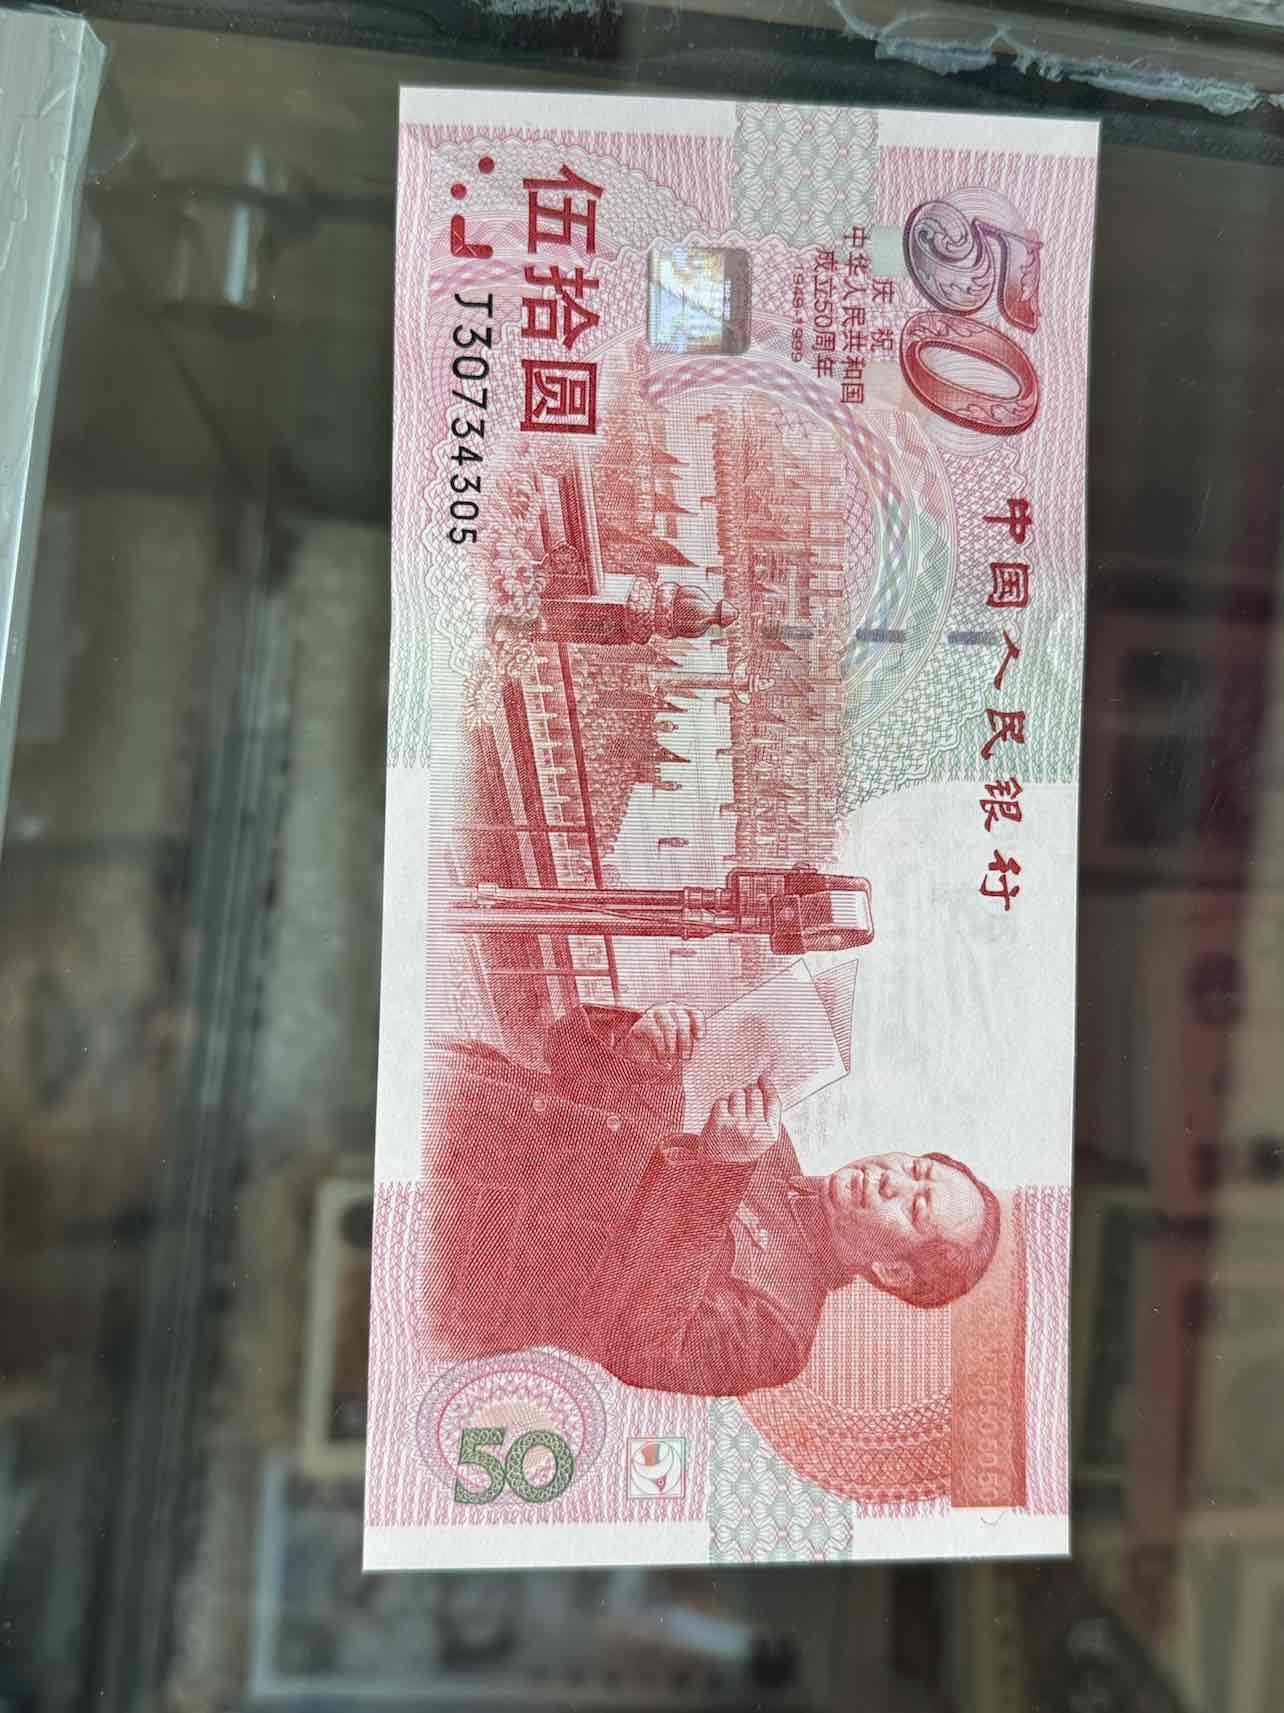 中国人民银行
50
庆祝
中华人民共和国
成立50周年
1949-1999
伍拾圆
J30734305
50